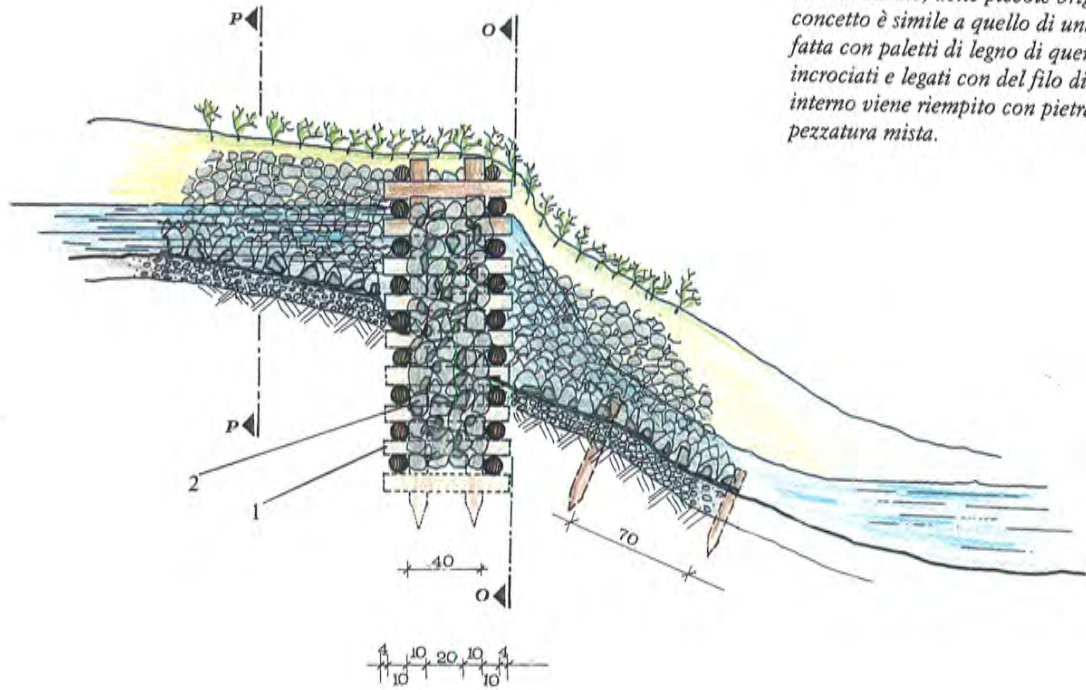 concetto è simile a quello di una
fatta con paletti di legno di quer
incrociati e legati con del filo di
interno viene riempito con pietra
pezzatura mista.
P
O
P
2
1
70
40
O
4 10 20 10 4
10 10